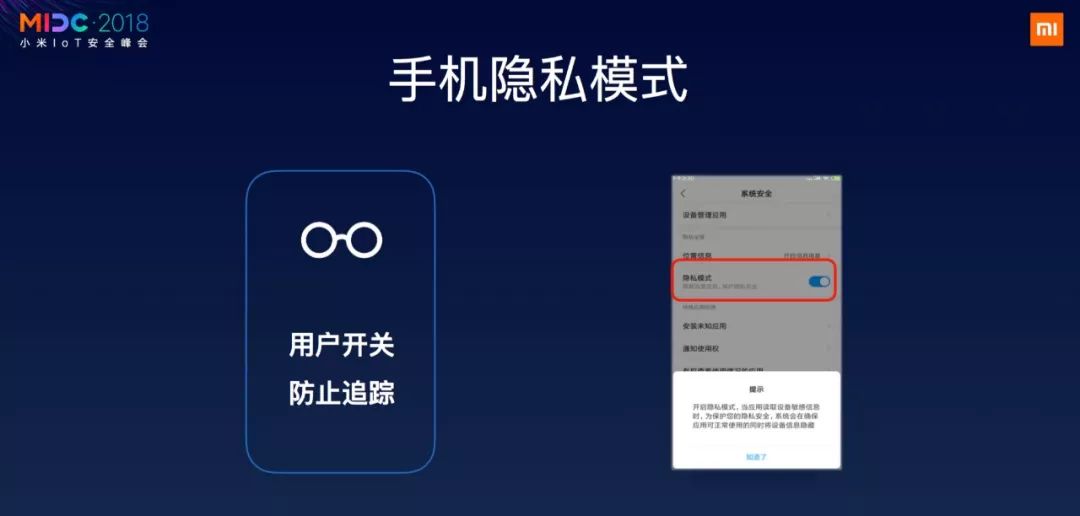 MIDC·2018
小米IoT安全峰会
手机隐私模式
用户开关
防止追踪
系统安全
设备管理应用
位置信息
隐私模式
安装未知应用
通知使用权
提示
开启隐私模式，当应用读取设备敏感信息
时，为保护您的隐私安全，系统会在确保
应用可正常使用的同时将设备信息隐藏
知道了